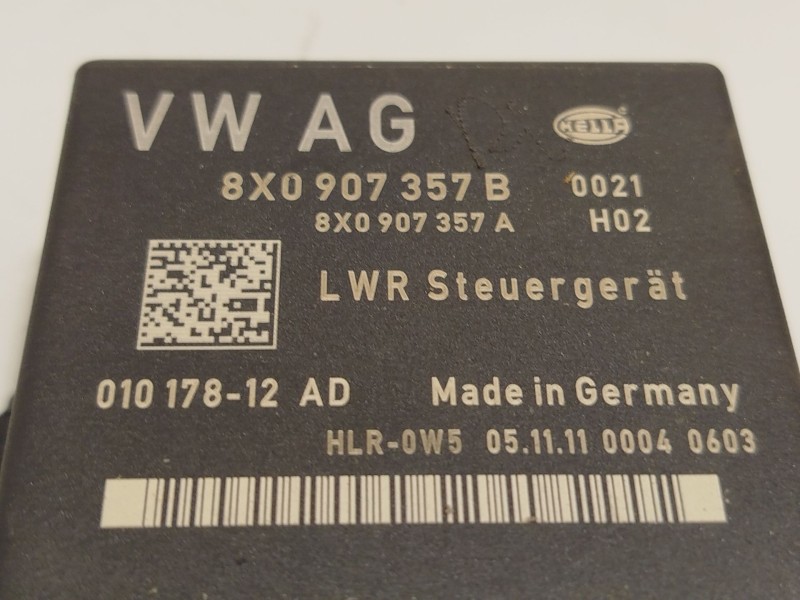 VW AG HELLA
8X0 907 357 B 0021
8X0 907 357 A H02
LWR Steuergerät
010 178-12 AD Made in Germany
HLR-0W5 05.11.11 0004 0603